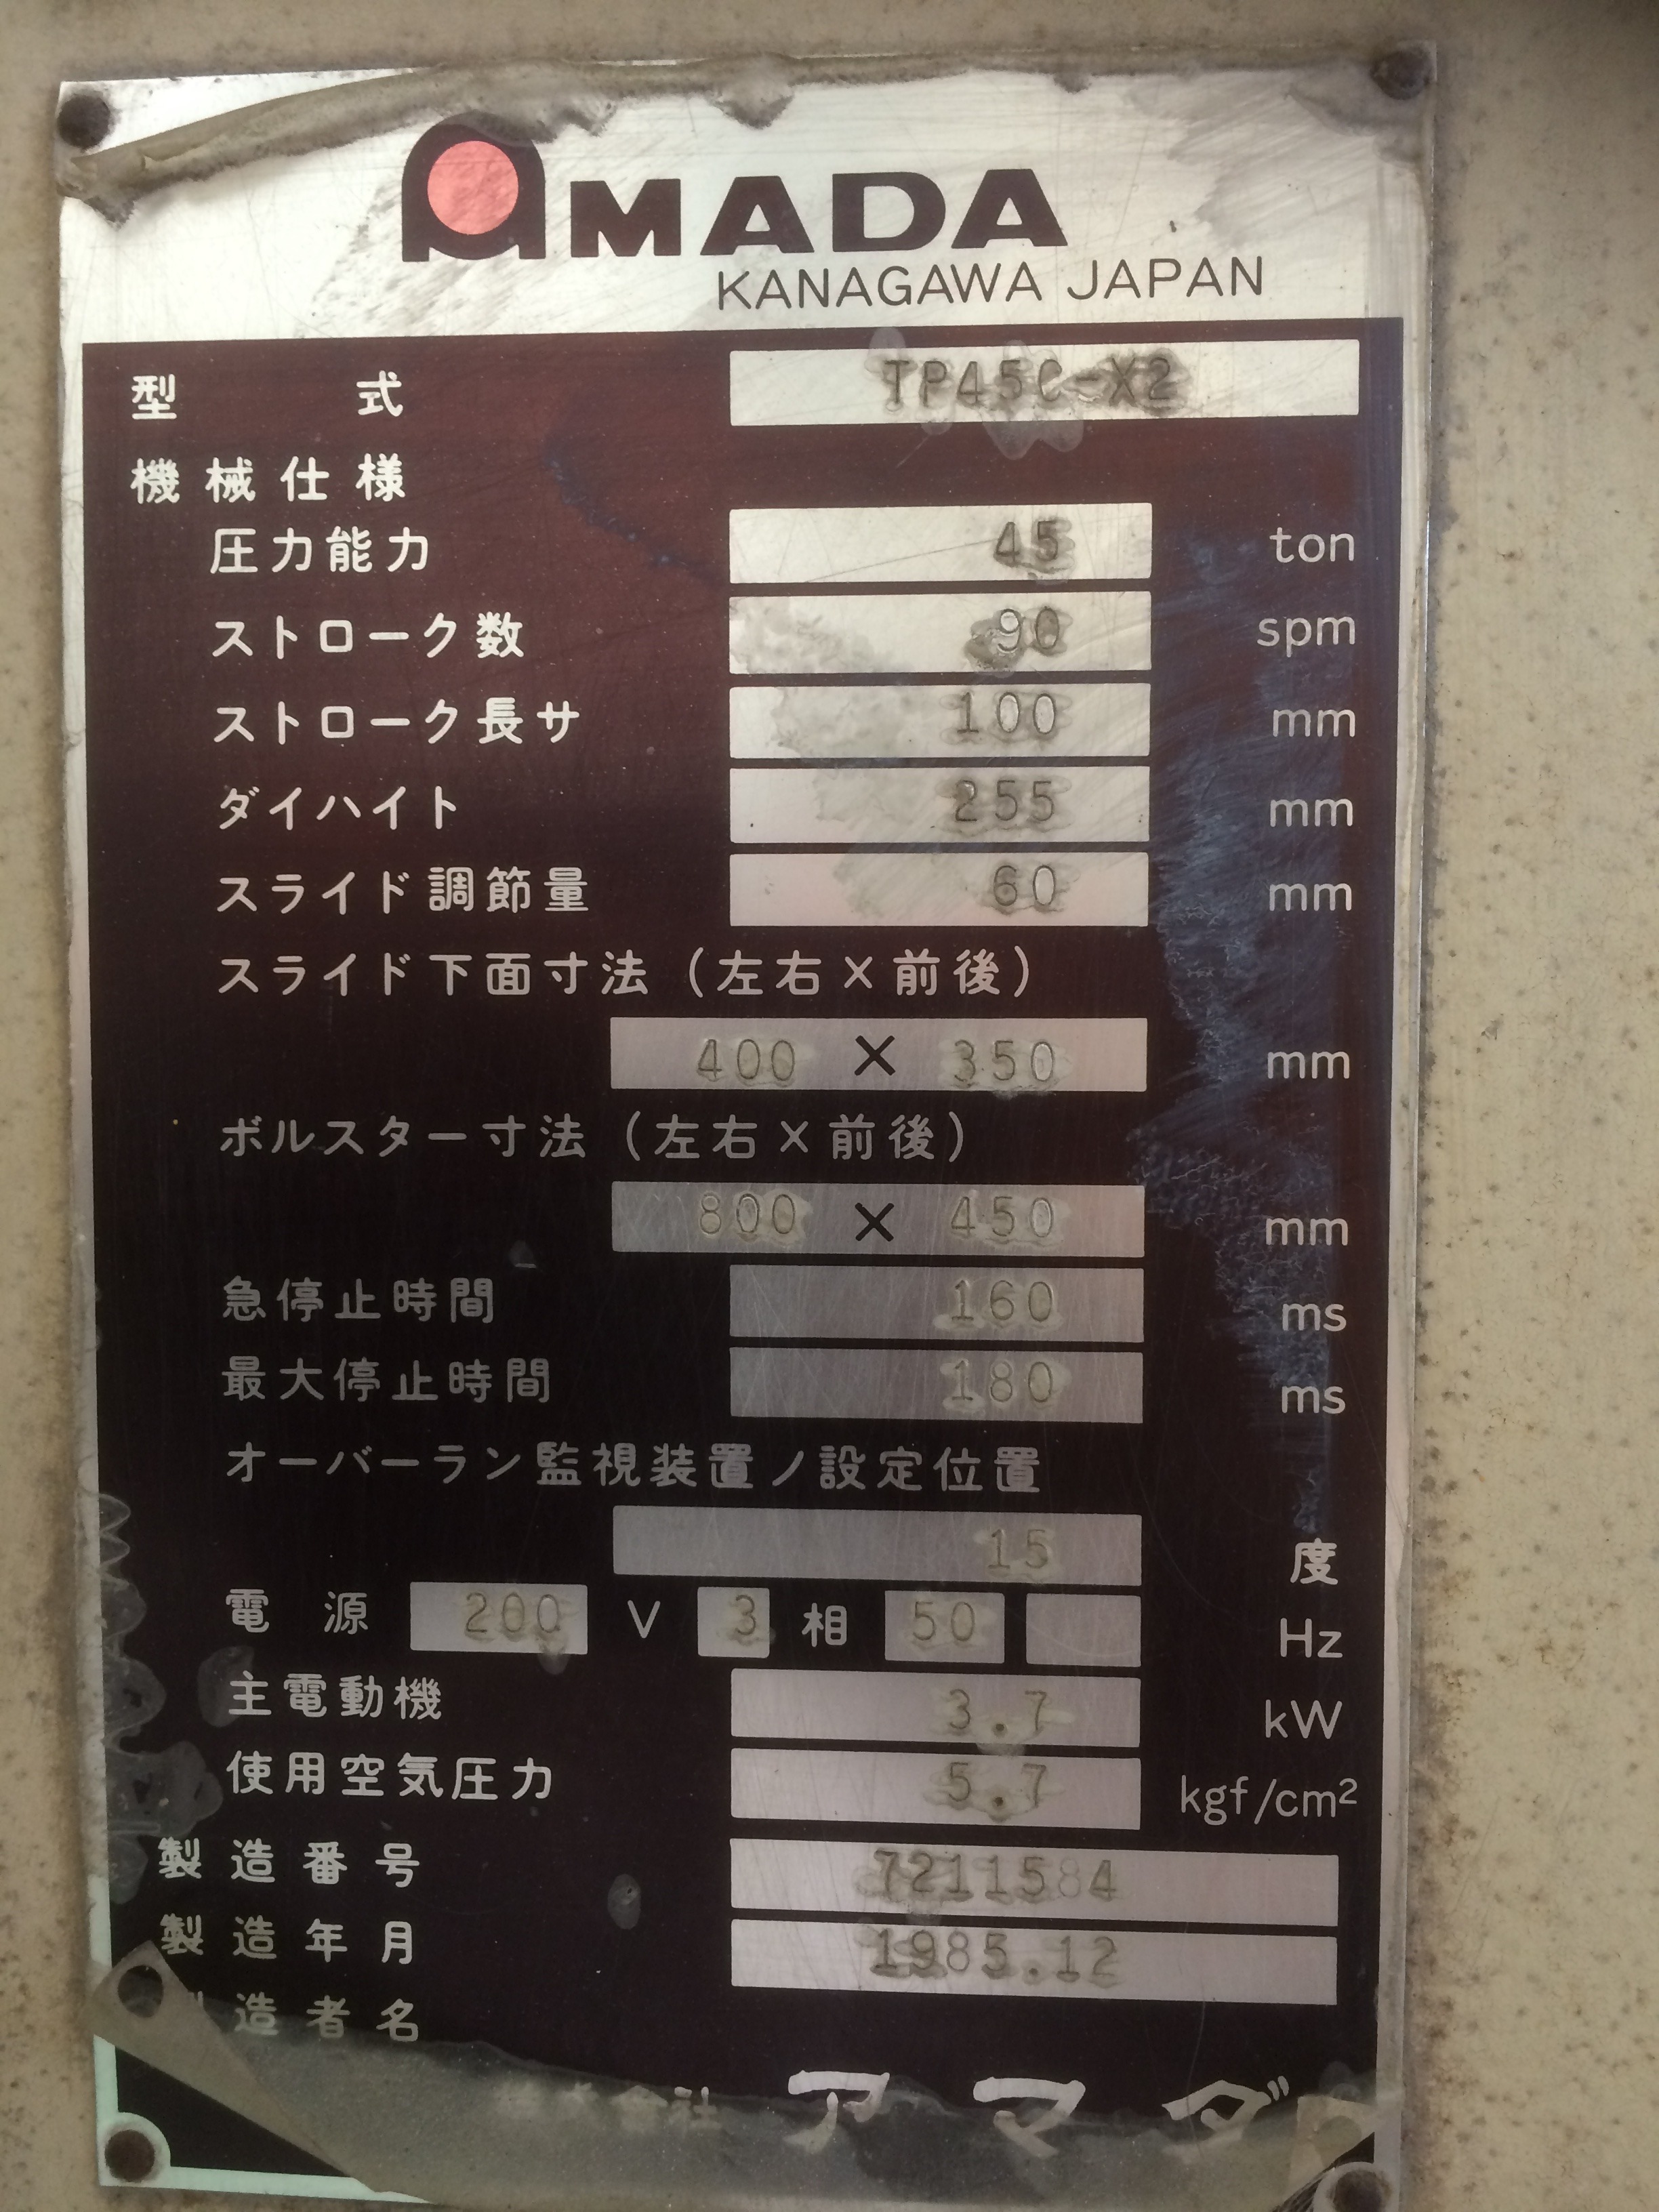 AMADA
KANAGAWA JAPAN
型式 TP45C-X2
機械仕様
圧力能力 45 ton
ストローク数 90 spm
ストローク長サ 100 mm
ダイハイト 255 mm
スライド調節量 60 mm
スライド下面寸法(左右×前後)
400 × 350 mm
ボルスター寸法(左右×前後)
800 × 450 mm
急停止時間 160 ms
最大停止時間 180 ms
オーバーラン監視装置ノ設定位置
15 度
電源 200 V 3 相 50 Hz
主電動機 3.7 kW
使用空気圧力 5.7 kgf/cm²
製造番号 7211584
製造年月 1985.12
製造者名
株式会社 アマダ